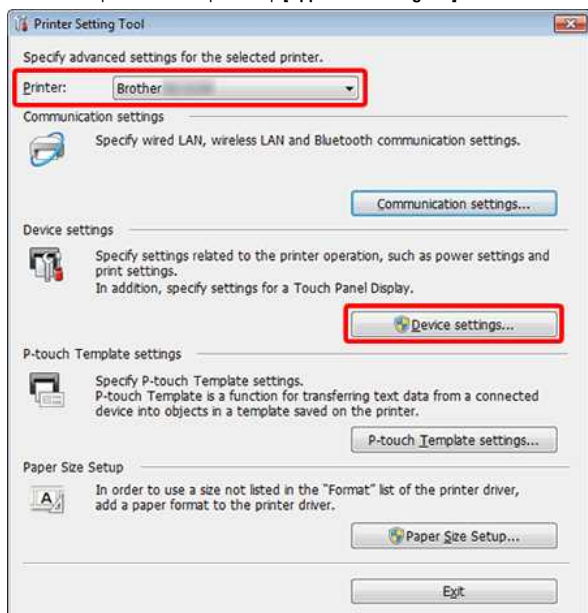 Printer Setting Tool
Specify advanced settings for the selected printer.
Printer: Brother
Communication settings
Specify wired LAN, wireless LAN and Bluetooth communication settings.
Communication settings...
Device settings
Specify settings related to the printer operation, such as power settings and
print settings.
In addition, specify settings for a Touch Panel Display.
Device settings...
P-touch Template settings
Specify P-touch Template settings.
P-touch Template is a function for transferring text data from a connected
device into objects in a template saved on the printer.
P-touch Template settings...
Paper Size Setup
In order to use a size not listed in the "Format" list of the printer driver,
add a paper format to the printer driver.
A
Paper Size Setup...
Exit